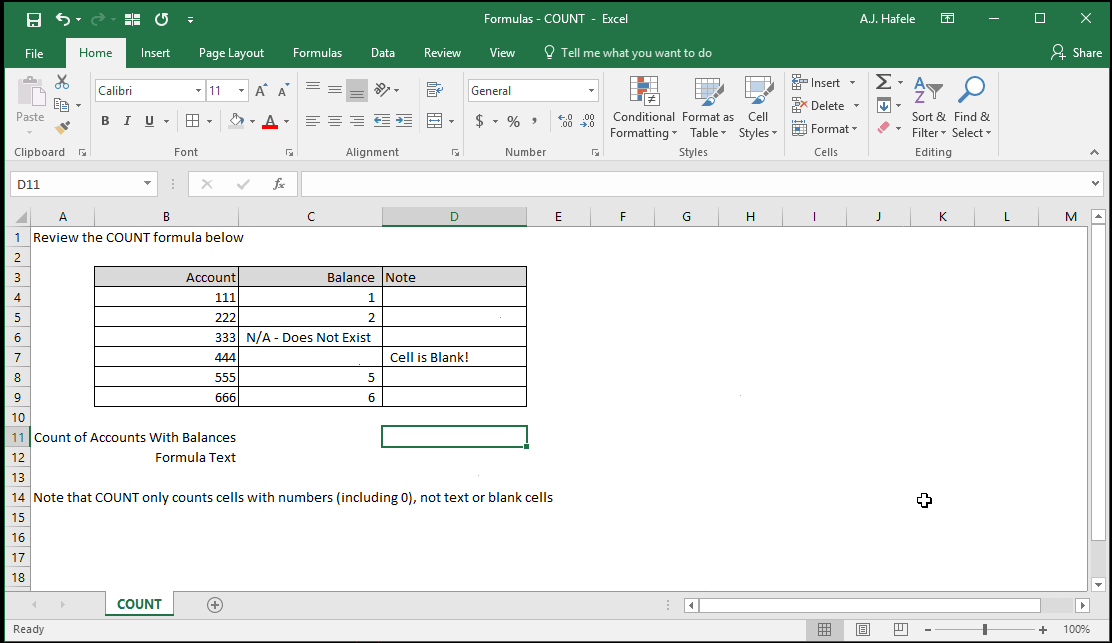 Formulas - COUNT - Excel
A.J. Hafele
File Home Insert Page Layout Formulas Data Review View Tell me what you want to do Share
Paste
Calibri 11
B I U A
General
$ % ,
Conditional Formatting
Format as Table
Cell Styles
Insert
Delete
Format
Sort & Filter
Find & Select
Clipboard Font Alignment Number Styles Cells Editing
D11 fx
A B C D E F G H I J K L M
1 Review the COUNT formula below
2
3 Account Balance Note
4 111 1
5 222 2
6 333 N/A - Does Not Exist
7 444 Cell is Blank!
8 555 5
9 666 6
10
11 Count of Accounts With Balances
12 Formula Text
13
14 Note that COUNT only counts cells with numbers (including 0), not text or blank cells
15
16
17
18
COUNT
Ready 100%